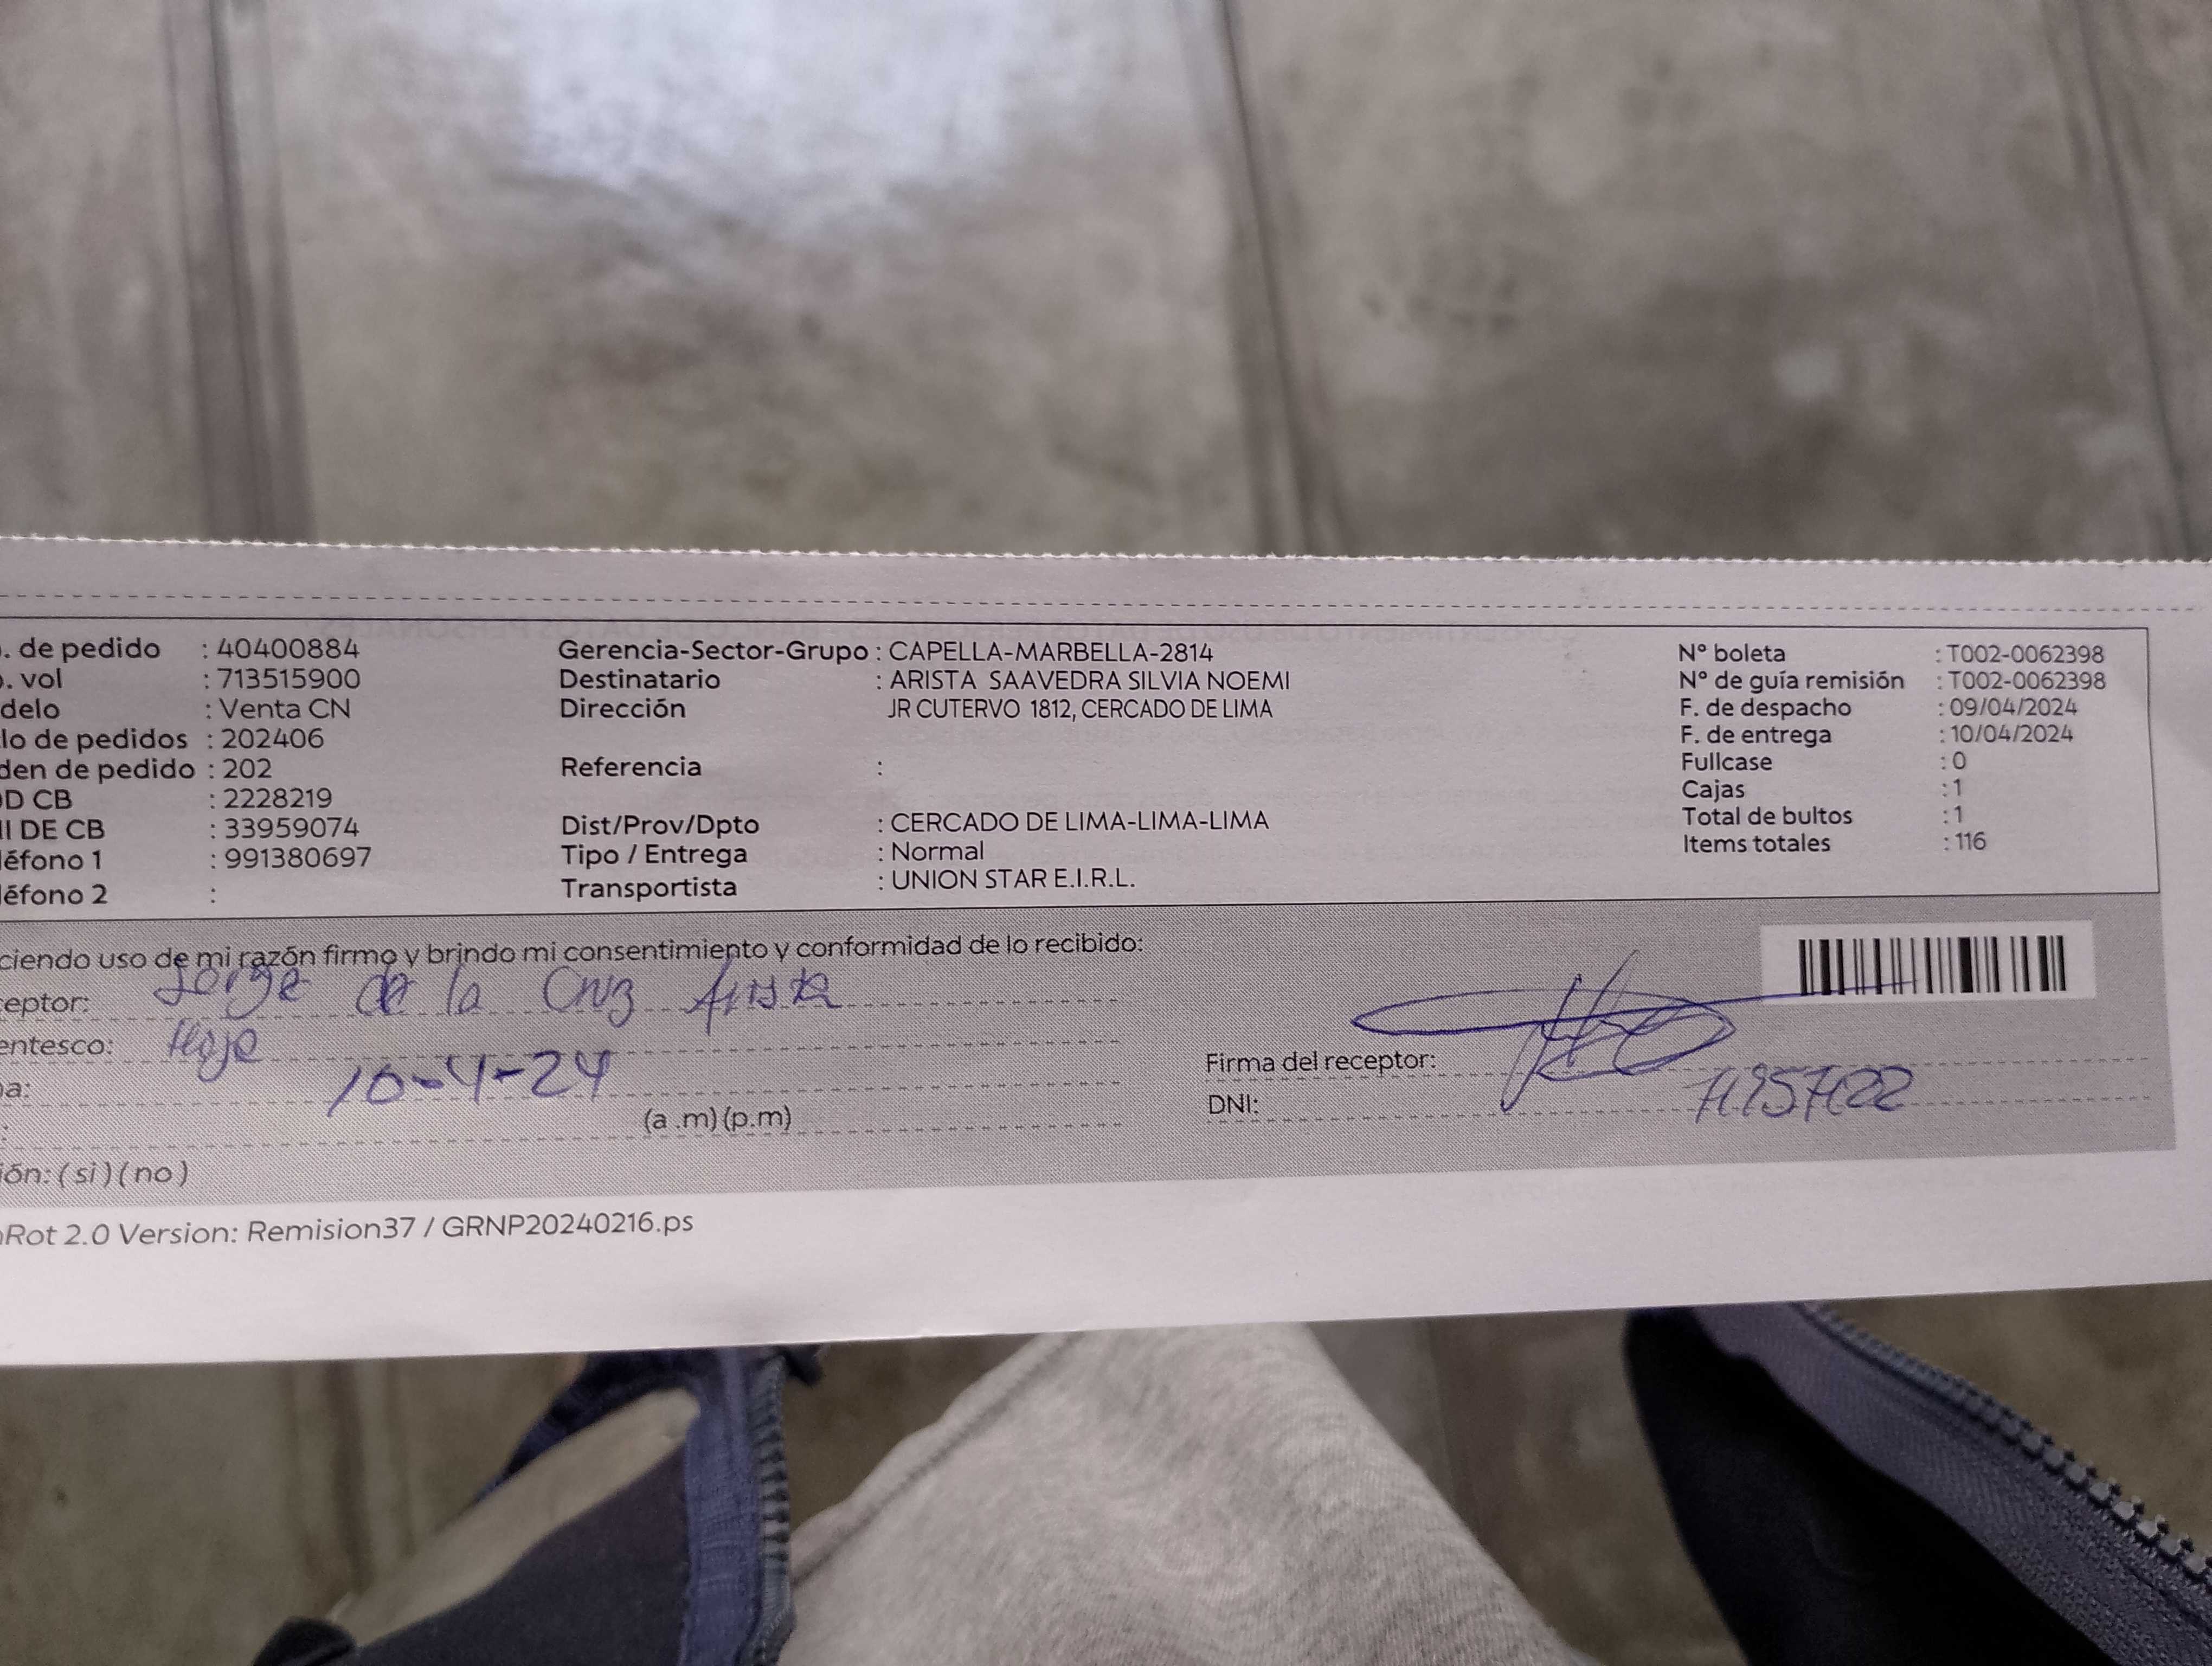 . de pedido : 40400884
. vol : 713515900
delo : Venta CN
lo de pedidos : 202406
den de pedido : 202
D CB : 2228219
II DE CB : 33959074
léfono 1 : 991380697
léfono 2 :
Gerencia-Sector-Grupo : CAPELLA-MARBELLA-2814
Destinatario : ARISTA SAAVEDRA SILVIA NOEMI
Dirección JR CUTERVO 1812, CERCADO DE LIMA
Referencia :
Dist/Prov/Dpto : CERCADO DE LIMA-LIMA-LIMA
Tipo / Entrega : Normal
Transportista : UNION STAR E.I.R.L.
N° boleta : T002-0062398
N° de guía remisión : T002-0062398
F. de despacho : 09/04/2024
F. de entrega : 10/04/2024
Fullcase : 0
Cajas : 1
Total de bultos : 1
Items totales : 116
ciendo uso de mi razón firmo y brindo mi consentimiento y conformidad de lo recibido:
ceptor: Jorge de la Cruz Arista
entesco:
na: 10-4-24
: (a .m) (p.m)
ión: ( si ) ( no )
Firma del receptor:
DNI:
Rot 2.0 Version: Remision37 / GRNP20240216.ps